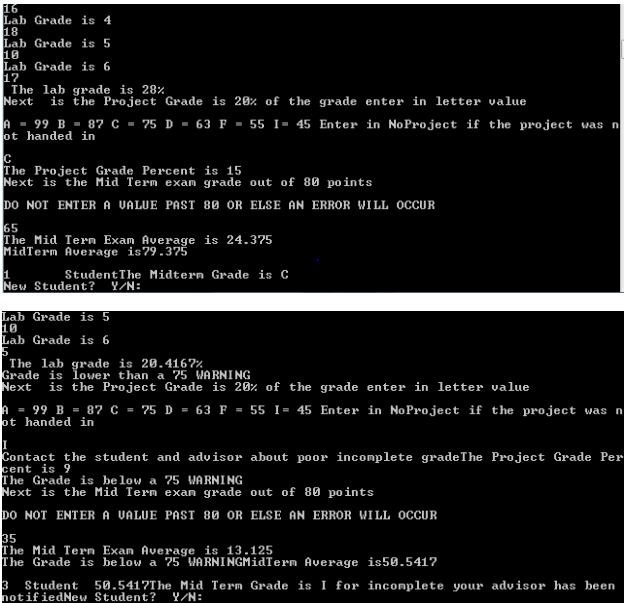 16
Lab Grade is 4
18
Lab Grade is 5
10
Lab Grade is 6
17
The lab grade is 28%
Next is the Project Grade is 20% of the grade enter in letter value
A = 99 B = 87 C = 75 D = 63 F = 55 I= 45 Enter in NoProject if the project was n
ot handed in
C
The Project Grade Percent is 15
Next is the Mid Term exam grade out of 80 points
DO NOT ENTER A VALUE PAST 80 OR ELSE AN ERROR WILL OCCUR
65
The Mid Term Exam Average is 24.375
MidTerm Average is79.375
1 StudentThe Midterm Grade is C
New Student? Y/N:
Lab Grade is 5
10
Lab Grade is 6
5
The lab grade is 20.4167%
Grade is lower than a 75 WARNING
Next is the Project Grade is 20% of the grade enter in letter value
A = 99 B = 87 C = 75 D = 63 F = 55 I= 45 Enter in NoProject if the project was n
ot handed in
I
Contact the student and advisor about poor incomplete gradeThe Project Grade Per
cent is 9
The Grade is below a 75 WARNING
Next is the Mid Term exam grade out of 80 points
DO NOT ENTER A VALUE PAST 80 OR ELSE AN ERROR WILL OCCUR
35
The Mid Term Exam Average is 13.125
The Grade is below a 75 WARNINGMidTerm Average is50.5417
3 Student 50.5417The Mid Term Grade is I for incomplete your advisor has been
notifiedNew Student? Y/N: